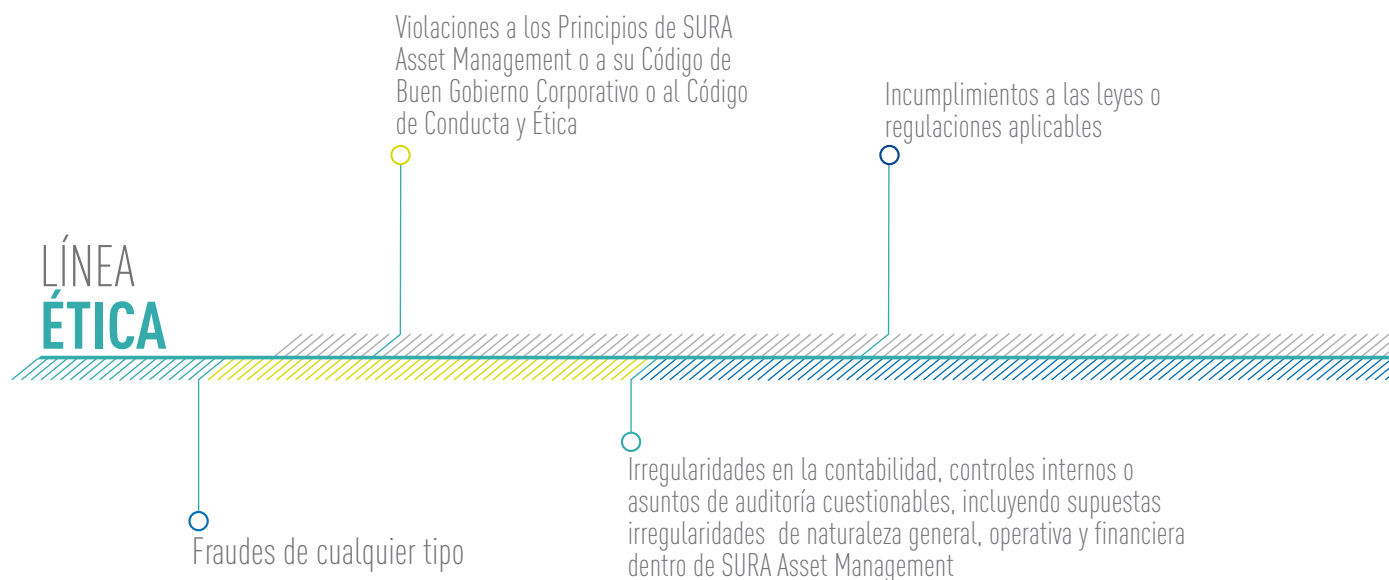 Violaciones a los Principios de SURA
Asset Management o a su Código de
Buen Gobierno Corporativo o al Código
de Conducta y Ética
Incumplimientos a las leyes o
regulaciones aplicables
LÍNEA
ÉTICA
Fraudes de cualquier tipo
Irregularidades en la contabilidad, controles internos o
asuntos de auditoría cuestionables, incluyendo supuestas
irregularidades de naturaleza general, operativa y financiera
dentro de SURA Asset Management